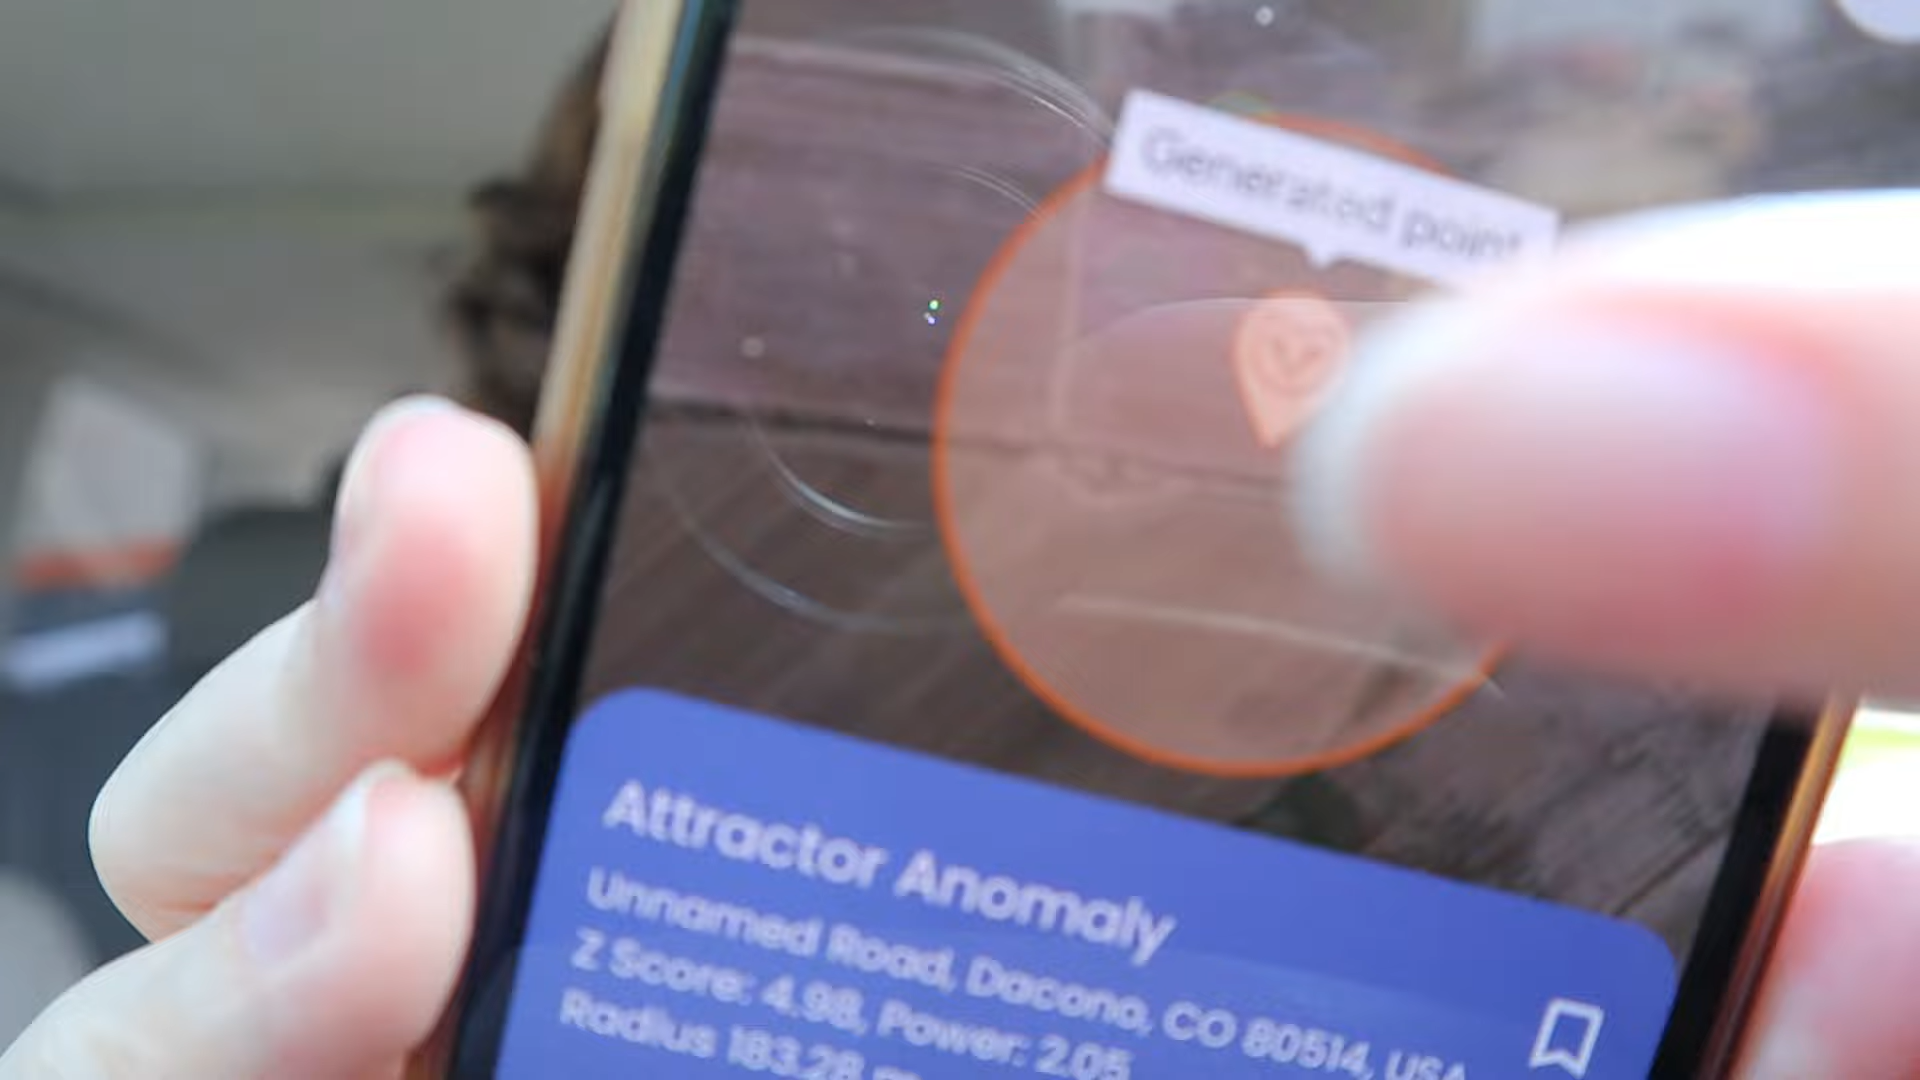 Generated point
Attractor Anomaly
Unnamed Road, Dacono, CO 80514, USA
Z Score: 4.98, Power: 2.05
Radius 183.28 m